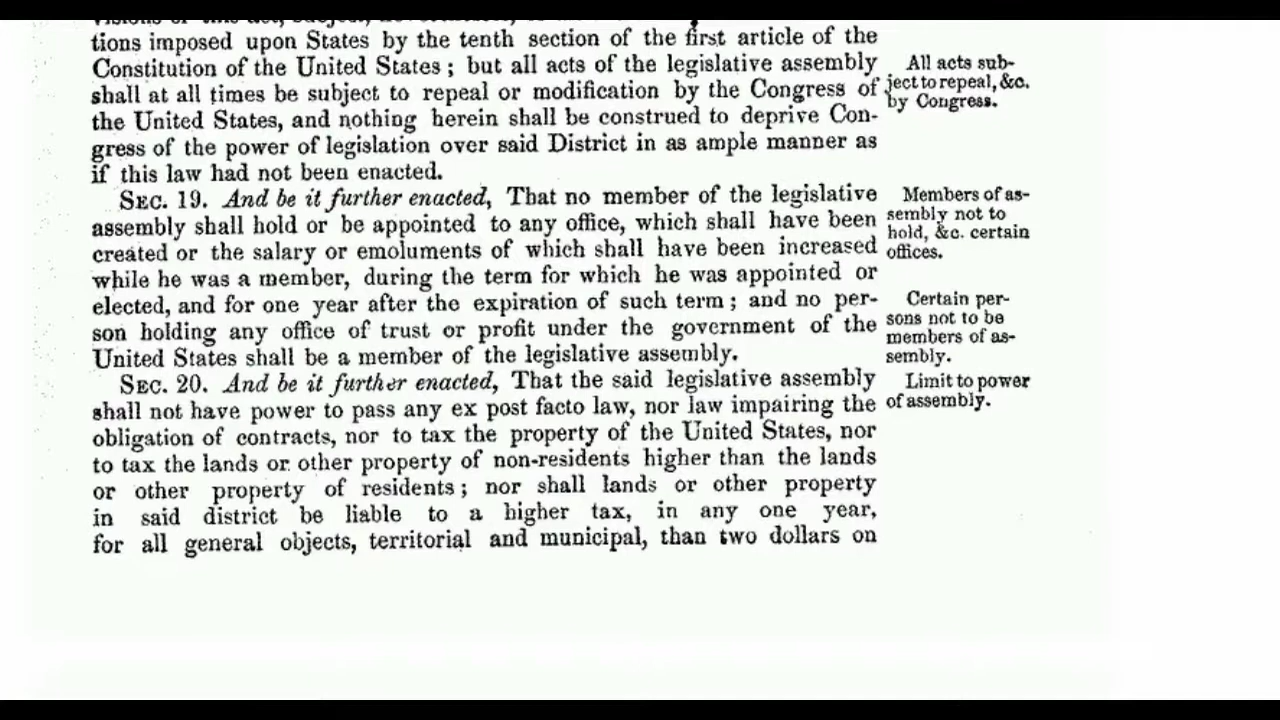 tions imposed upon States by the tenth section of the first article of the
Constitution of the United States; but all acts of the legislative assembly
shall at all times be subject to repeal or modification by the Congress of
the United States, and nothing herein shall be construed to deprive Con-
gress of the power of legislation over said District in as ample manner as
if this law had not been enacted.
All acts sub-
ject to repeal, &c.
by Congress.
SEC. 19. And be it further enacted, That no member of the legislative
assembly shall hold or be appointed to any office, which shall have been
created or the salary or emoluments of which shall have been increased
while he was a member, during the term for which he was appointed or
elected, and for one year after the expiration of such term; and no per-
son holding any office of trust or profit under the government of the
United States shall be a member of the legislative assembly.
Members of as-
sembly not to
hold, &c. certain
offices.
Certain per-
sons not to be
members of as-
sembly.
SEC. 20. And be it further enacted, That the said legislative assembly
shall not have power to pass any ex post facto law, nor law impairing the
obligation of contracts, nor to tax the property of the United States, nor
to tax the lands or other property of non-residents higher than the lands
or other property of residents; nor shall lands or other property
in said district be liable to a higher tax, in any one year,
for all general objects, territorial and municipal, than two dollars on
Limit to power
of assembly.